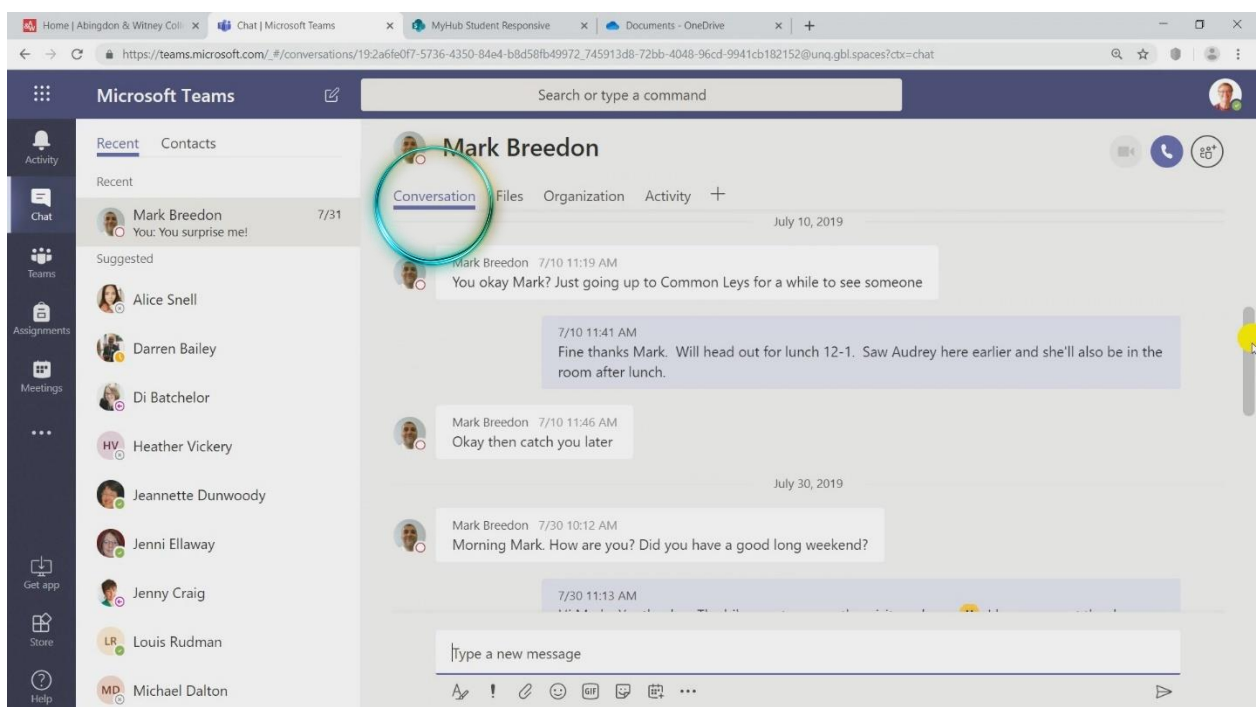 Home | Abingdon & Witney Coll
Chat | Microsoft Teams
MyHub Student Responsive
Documents - OneDrive
https://teams.microsoft.com/_#/conversations/19:2a6fe0f7-5736-4350-84e4-b8d58fb49972_745913d8-72bb-4048-96cd-9941cb182152@unq.gbl.spaces?ctx=chat
Microsoft Teams
Search or type a command
Activity
Chat
Teams
Assignments
Meetings
Get app
Store
Help
Recent Contacts
Recent
Mark Breedon 7/31
You: You surprise me!
Suggested
Alice Snell
Darren Bailey
Di Batchelor
HV Heather Vickery
Jeannette Dunwoody
Jenni Ellaway
Jenny Craig
LR Louis Rudman
MD Michael Dalton
Mark Breedon
Conversation Files Organization Activity
July 10, 2019
Mark Breedon 7/10 11:19 AM
You okay Mark? Just going up to Common Leys for a while to see someone
7/10 11:41 AM
Fine thanks Mark. Will head out for lunch 12-1. Saw Audrey here earlier and she'll also be in the
room after lunch.
Mark Breedon 7/10 11:46 AM
Okay then catch you later
July 30, 2019
Mark Breedon 7/30 10:12 AM
Morning Mark. How are you? Did you have a good long weekend?
7/30 11:13 AM
Type a new message
GIF